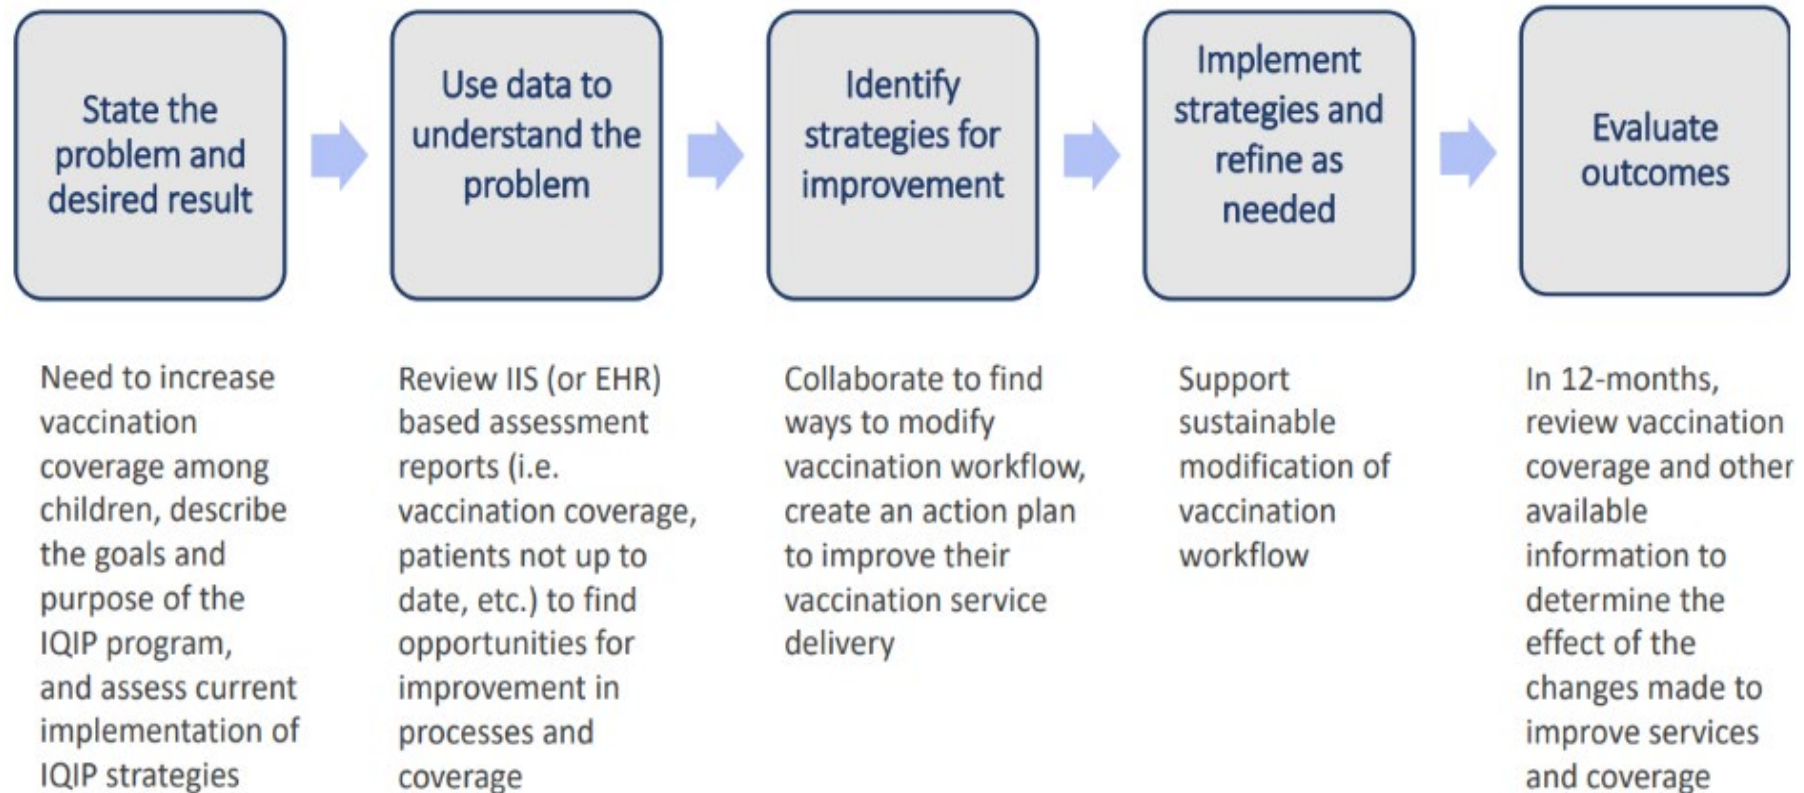 State the
problem and
desired result
Use data to
understand the
problem
Identify
strategies for
improvement
Implement
strategies and
refine as
needed
Evaluate
outcomes
Need to increase
vaccination
coverage among
children, describe
the goals and
purpose of the
IQIP program,
and assess current
implementation of
IQIP strategies
Review IIS (or EHR)
based assessment
reports (i.e.
vaccination coverage,
patients not up to
date, etc.) to find
opportunities for
improvement in
processes and
coverage
Collaborate to find
ways to modify
vaccination workflow,
create an action plan
to improve their
vaccination service
delivery
Support
sustainable
modification of
vaccination
workflow
In 12-months,
review vaccination
coverage and other
available
information to
determine the
effect of the
changes made to
improve services
and coverage